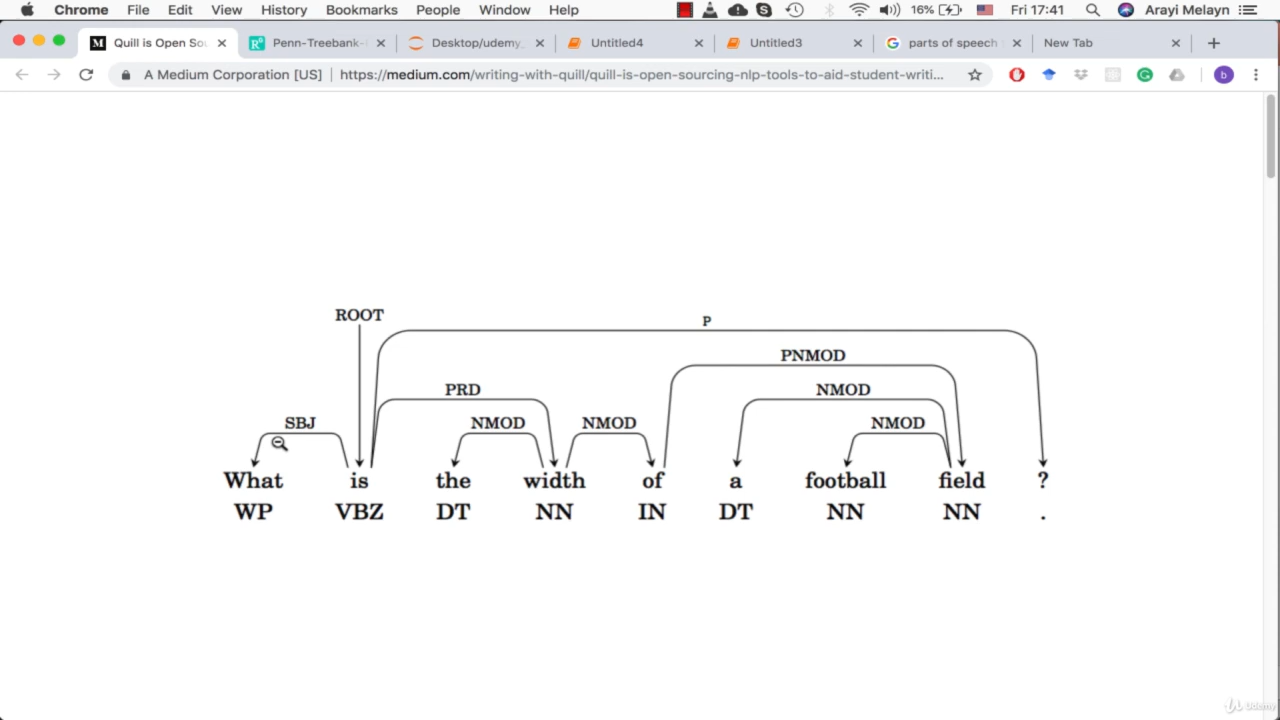 Chrome File Edit View History Bookmarks People Window Help 16% Fri 17:41 Arayi Melayn
M Quill is Open So Penn-Treebank- Desktop/udemy_ Untitled4 Untitled parts of speech New Tab
A Medium Corporation [US] https://medium.com/writing-with-quill/quill-is-open-sourcing-nlp-tools-to-aid-student-writi... b
ROOT
P
PNMOD
PRD NMOD
SBJ NMOD NMOD NMOD
What is the width of a football field ?
WP VBZ DT NN IN DT NN NN .
Udemy